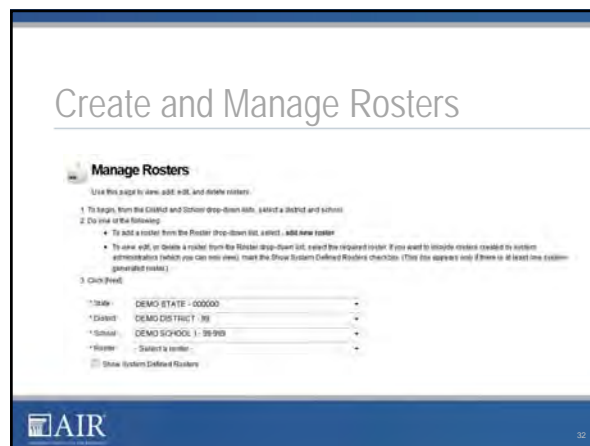 Create and Manage Rosters
Manage Rosters
Use this page to view, add, edit, and delete rosters.
1. To begin, from the District and School drop-down lists, select a district and school.
2. Do one of the following:
• To add a roster from the Roster drop-down list, select - add new roster
• To view, edit, or delete a roster from the Roster drop-down list, select the required roster. If you want to include rosters created by system
administrators (which you can only view), mark the Show System Defined Rosters checkbox. (This box appears only if there is at least one system-
generated roster.)
3. Click [Next]
* State : DEMO STATE - 000000
* District : DEMO DISTRICT - 99
* School : DEMO SCHOOL 1 -
* Roster : - Select a roster -
Show System Defined Rosters
AIR
32